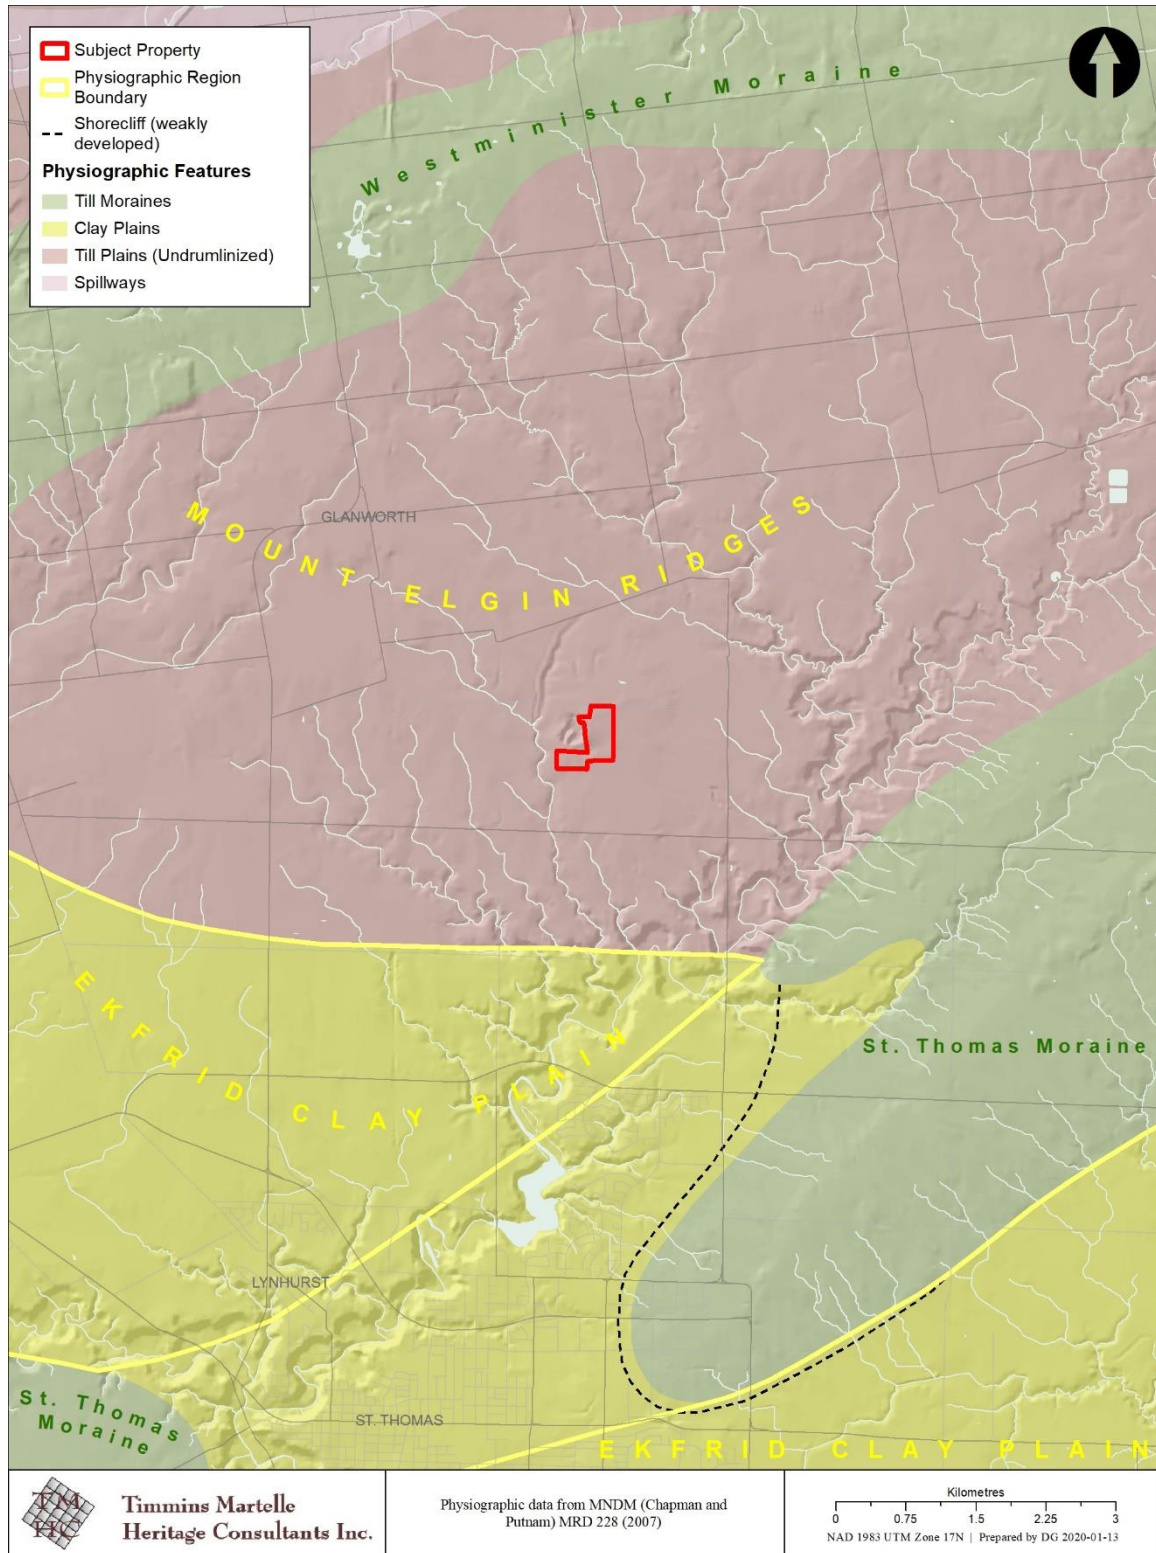 Subject Property
Physiographic Region
Boundary
Shorecliff (weakly
developed)
Physiographic Features
Till Moraines
Clay Plains
Till Plains (Undrumlinized)
Spillways
Westminister Moraine
GLANWORTH
MOUNT ELGIN RIDGES
EKFRID CLAY PLAIN
St. Thomas Moraine
LYNHURST
St. Thomas
Moraine
ST. THOMAS
EKFRID CLAY PLAIN
TM
HC
Timmins Martelle
Heritage Consultants Inc.
Physiographic data from MNDM (Chapman and
Putnam) MRD 228 (2007)
Kilometres
0 0.75 1.5 2.25 3
NAD 1983 UTM Zone 17N | Prepared by DG 2020-01-13